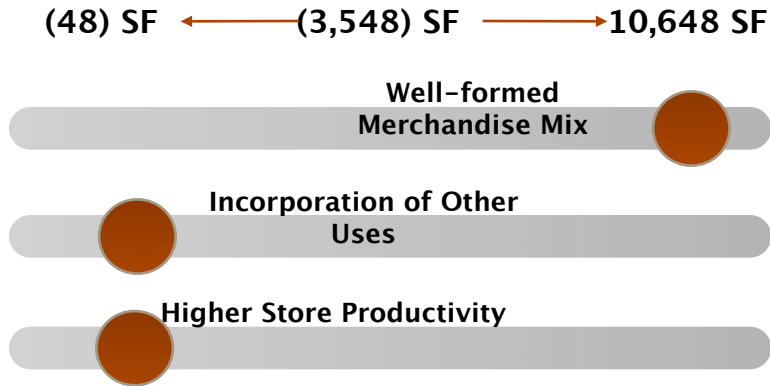 (48) SF (3,548) SF 10,648 SF
Well-formed
Merchandise Mix
Incorporation of Other
Uses
Higher Store Productivity